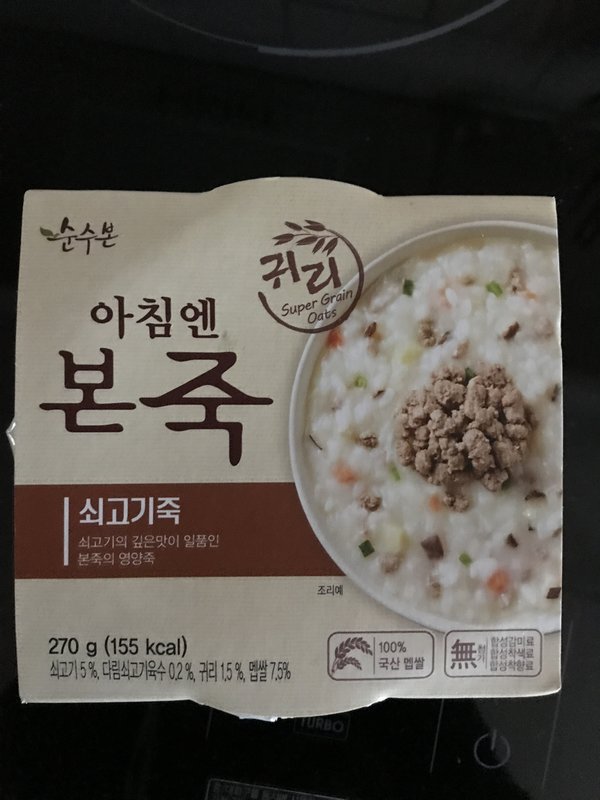 순수본
귀리
Super Grain
Oats
아침엔
본죽
쇠고기죽
쇠고기의 깊은맛이 일품인
본죽의 영양죽
조리예
270 g (155 kcal)
쇠고기 5 %, 다림쇠고기육수 0.2 %, 귀리 1.5 %, 멥쌀 7.5%
100%
국산 멥쌀
無 첨가
합성감미료
합성착색료
합성착향료
TURBO